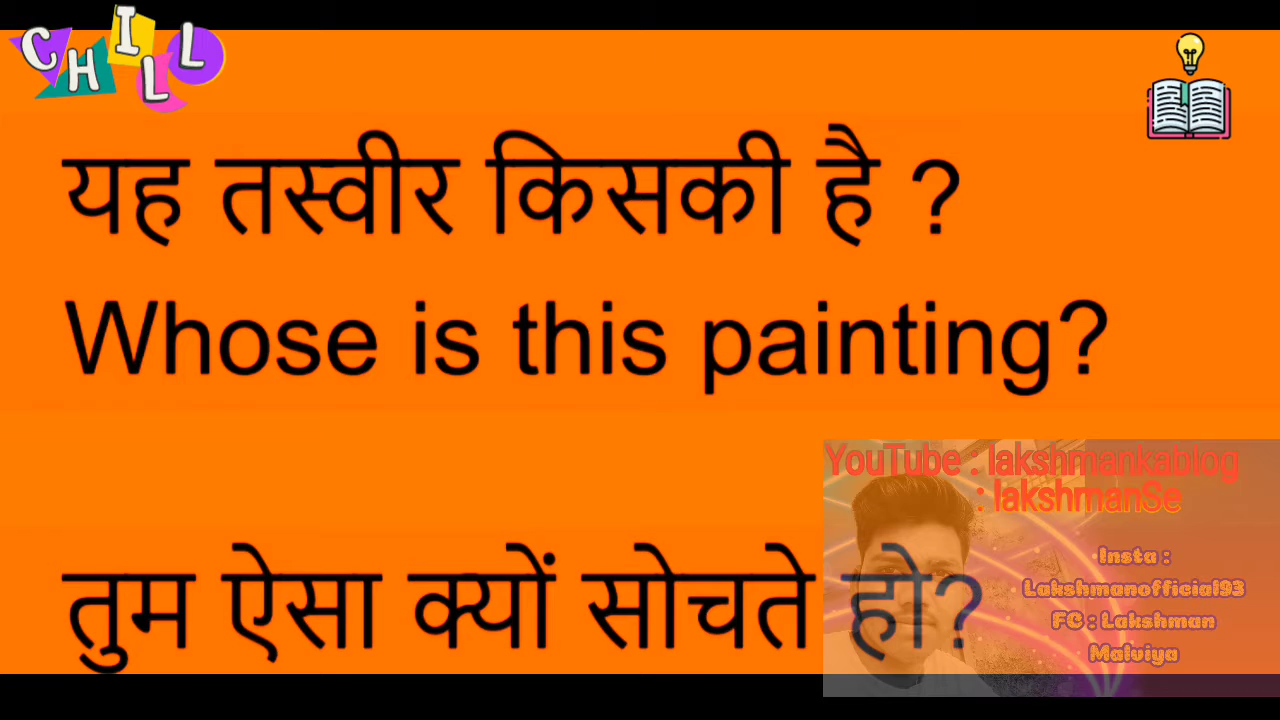 CHILL
यह तस्वीर किसकी है ?
Whose is this painting?
YouTube : lakshmankablog
: lakshmanSe
Insta :
Lakshmanofficial93
FC : Lakshman
Malviya
तुम ऐसा क्यों सोचते हो?